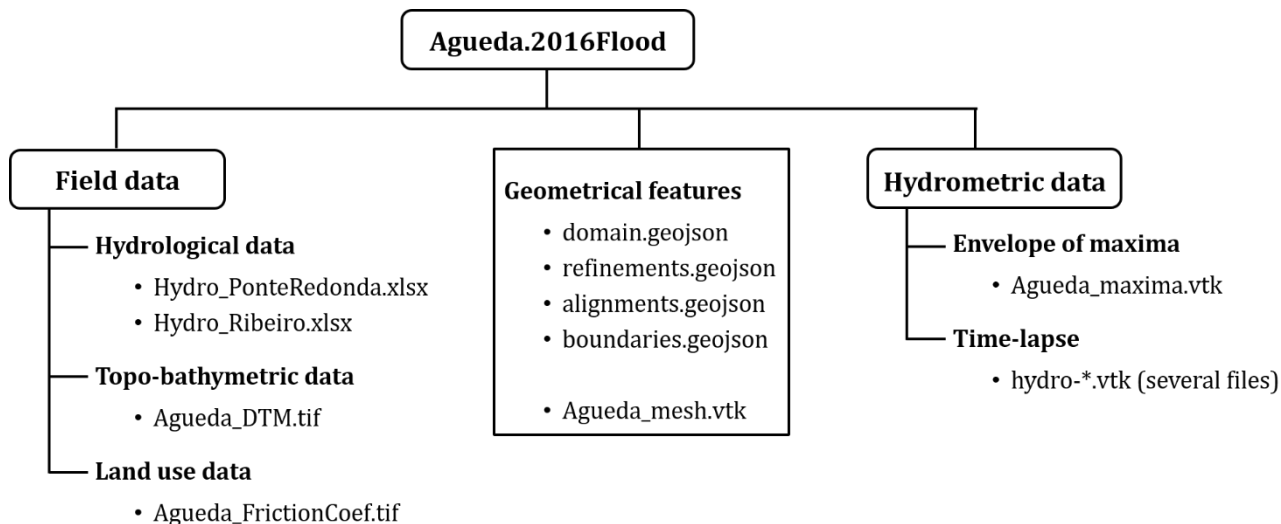 Agueda.2016Flood
Field data
Hydrological data
• Hydro_PonteRedonda.xlsx
• Hydro_Ribeiro.xlsx
Topo-bathymetric data
• Agueda_DTM.tif
Land use data
• Agueda_FrictionCoef.tif
Geometrical features
• domain.geojson
• refinements.geojson
• alignments.geojson
• boundaries.geojson
• Agueda_mesh.vtk
Hydrometric data
Envelope of maxima
• Agueda_maxima.vtk
Time-lapse
• hydro-*.vtk (several files)